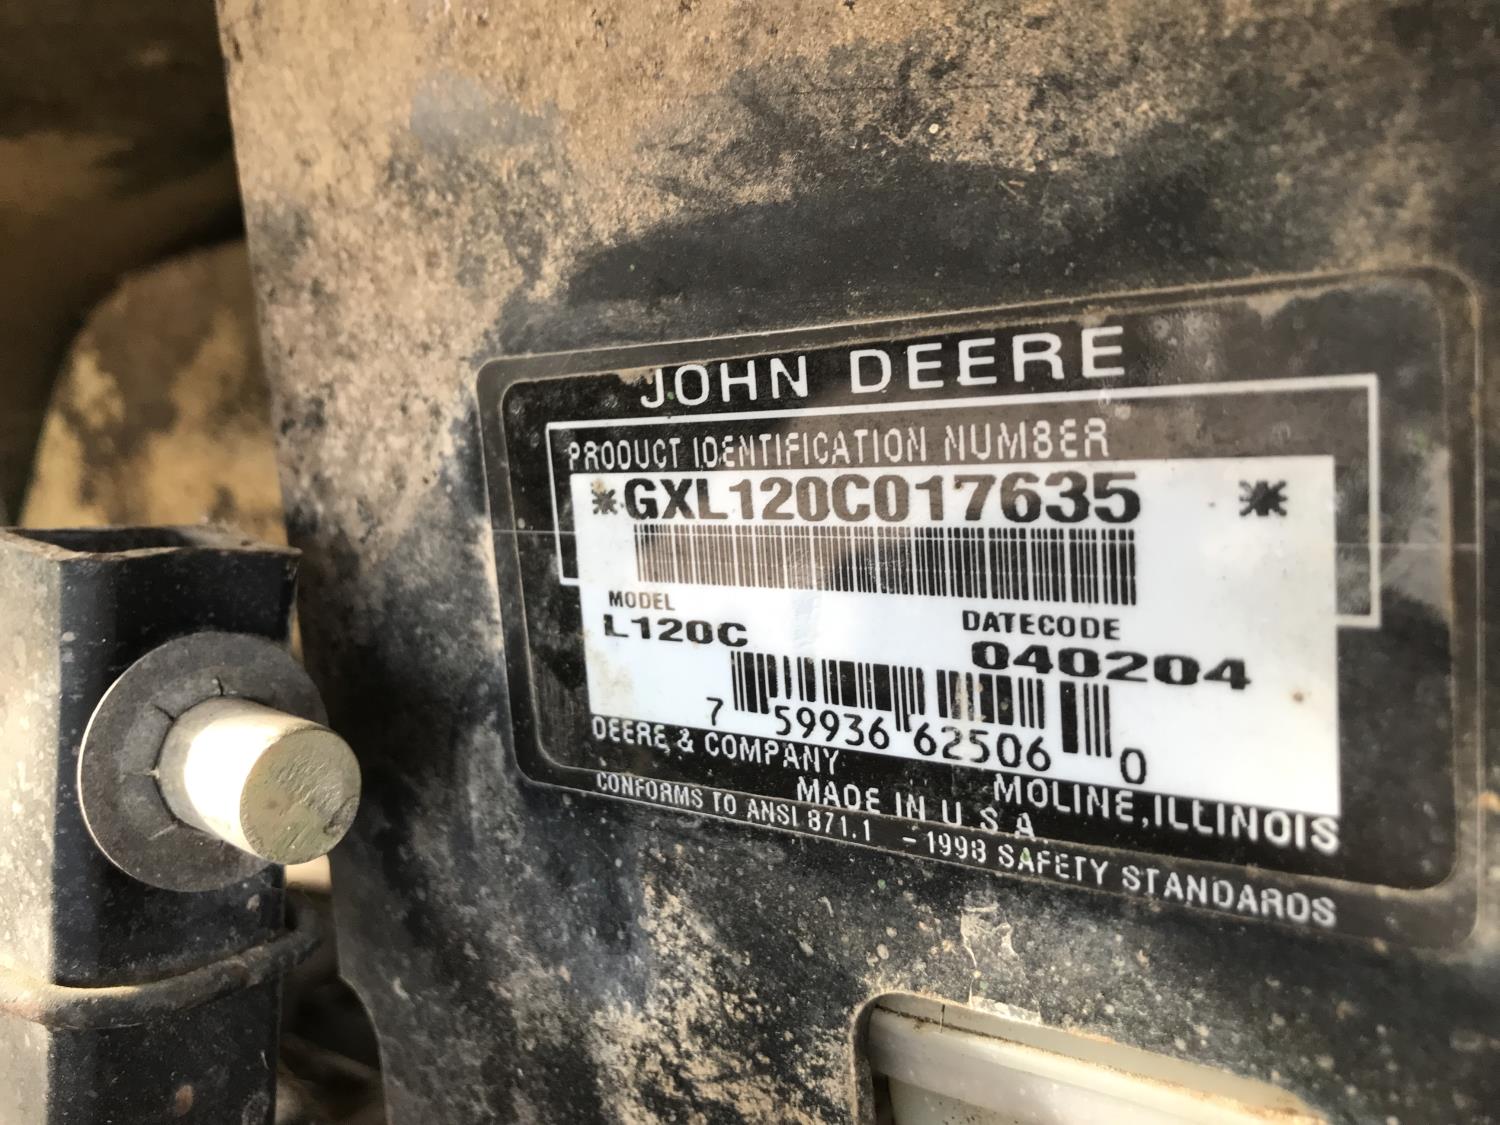 JOHN DEERE
PRODUCT IDENTIFICATION NUMBER
*GXL120C017635 *
MODEL
L120C
DATECODE
040204
7 59936 62506 0
DEERE & COMPANY MOLINE, ILLINOIS
MADE IN U S A
CONFORMS TO ANSI B71.1 -1998 SAFETY STANDARDS